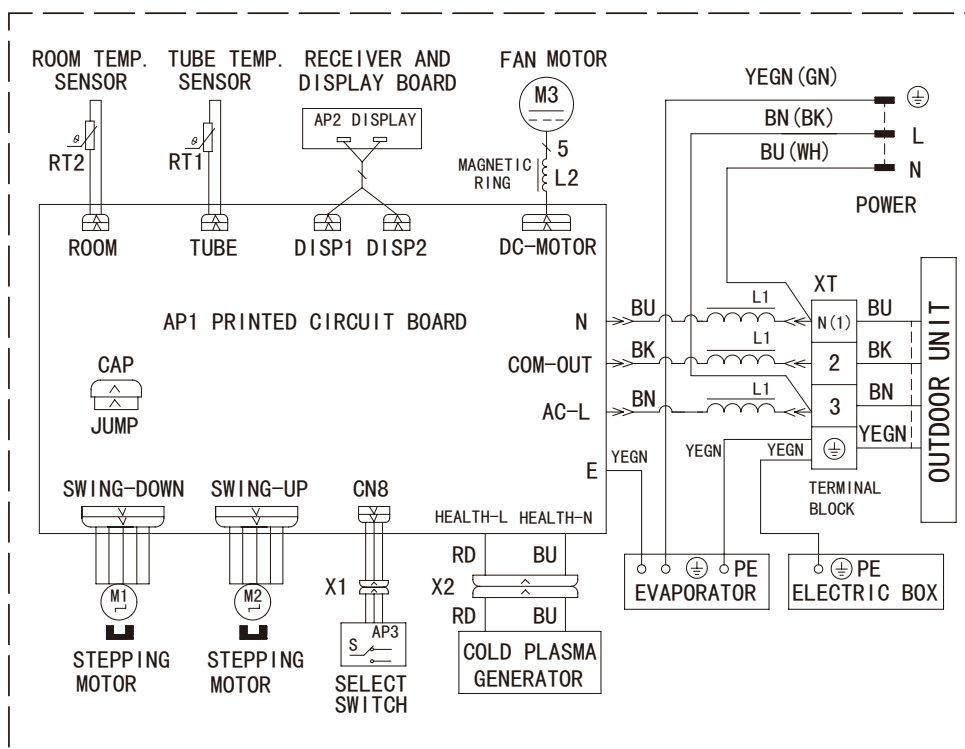 ROOM TEMP.
SENSOR
TUBE TEMP.
SENSOR
RECEIVER AND
DISPLAY BOARD
FAN MOTOR
YEGN(GN)
BN(BK)
BU(WH)
L
N
POWER
AP2 DISPLAY
M3
5
MAGNETIC
RING
L2
θ
RT2
θ
RT1
ROOM
TUBE
DISP1
DISP2
DC-MOTOR
AP1 PRINTED CIRCUIT BOARD
N
BU
L1
XT
N(1)
BU
COM-OUT
BK
L1
2
BK
AC-L
BN
L1
3
BN
E
YEGN
YEGN
YEGN
YEGN
OUTDOOR UNIT
TERMINAL
BLOCK
CAP
JUMP
SWING-DOWN
SWING-UP
CN8
HEALTH-L
HEALTH-N
RD
BU
X1
X2
RD
BU
M1
M2
S
AP3
STEPPING
MOTOR
STEPPING
MOTOR
SELECT
SWITCH
COLD PLASMA
GENERATOR
PE
EVAPORATOR
PE
ELECTRIC BOX